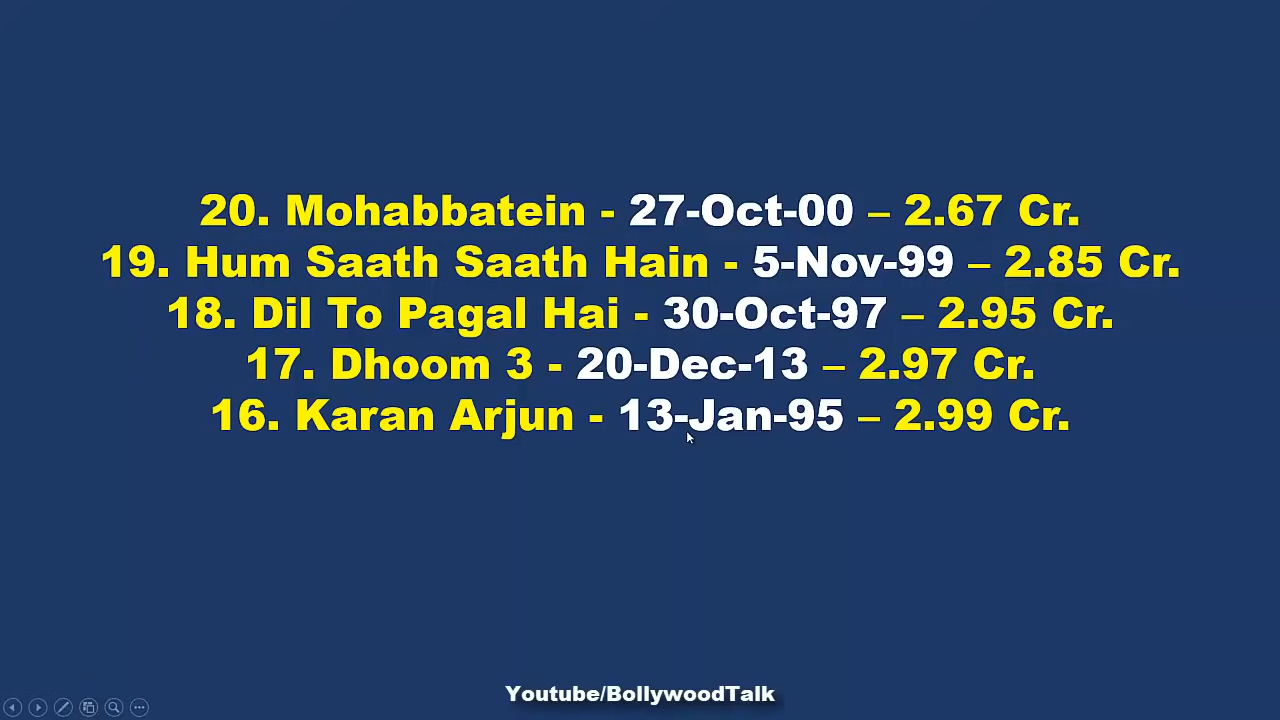 20. Mohabbatein - 27-Oct-00 – 2.67 Cr.
19. Hum Saath Saath Hain - 5-Nov-99 – 2.85 Cr.
18. Dil To Pagal Hai - 30-Oct-97 – 2.95 Cr.
17. Dhoom 3 - 20-Dec-13 – 2.97 Cr.
16. Karan Arjun - 13-Jan-95 – 2.99 Cr.
Youtube/BollywoodTalk